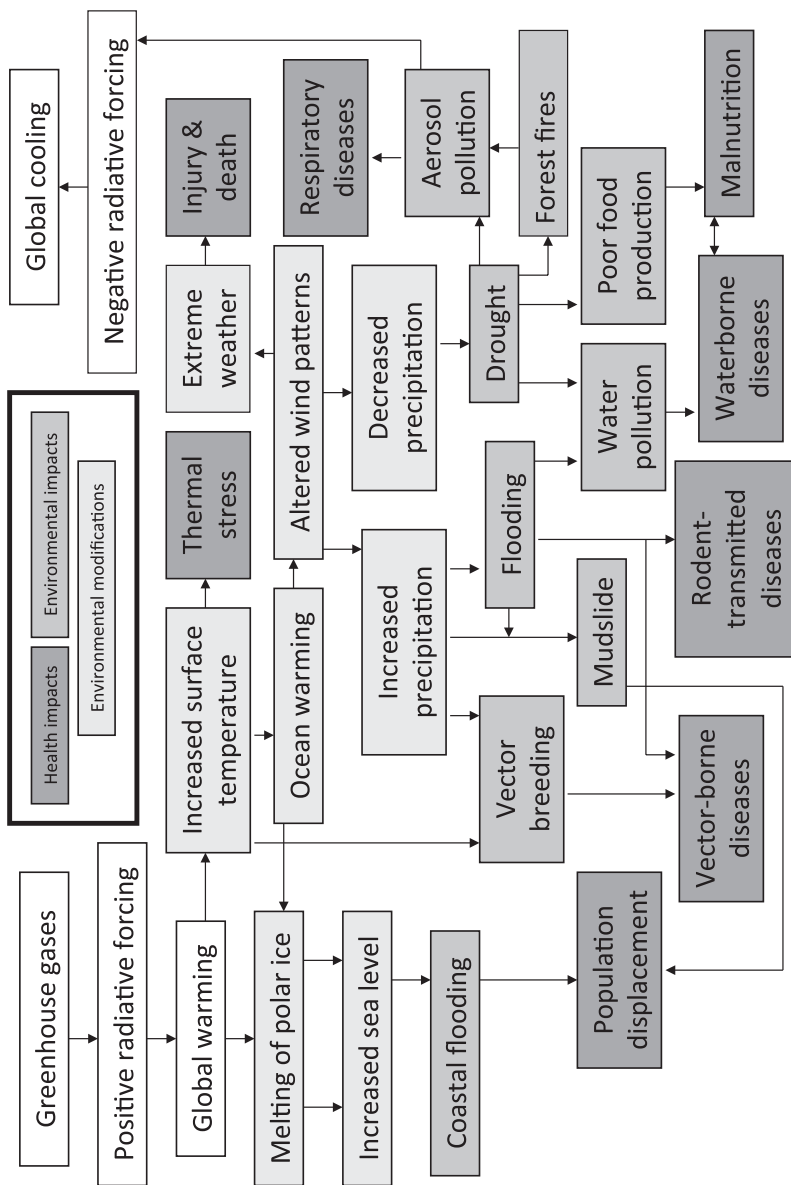 Greenhouse gases
Positive radiative forcing
Global warming
Melting of polar ice
Increased sea level
Coastal flooding
Population
displacement
Health impacts
Environmental impacts
Environmental modifications
Increased surface
temperature
Thermal
stress
Ocean warming
Altered wind patterns
Extreme
weather
Injury &
death
Global cooling
Negative radiative forcing
Increased
precipitation
Decreased
precipitation
Respiratory
diseases
Vector
breeding
Flooding
Drought
Aerosol
pollution
Forest fires
Mudslide
Water
pollution
Poor food
production
Vector-borne
diseases
Rodent-
transmitted
diseases
Waterborne
diseases
Malnutrition